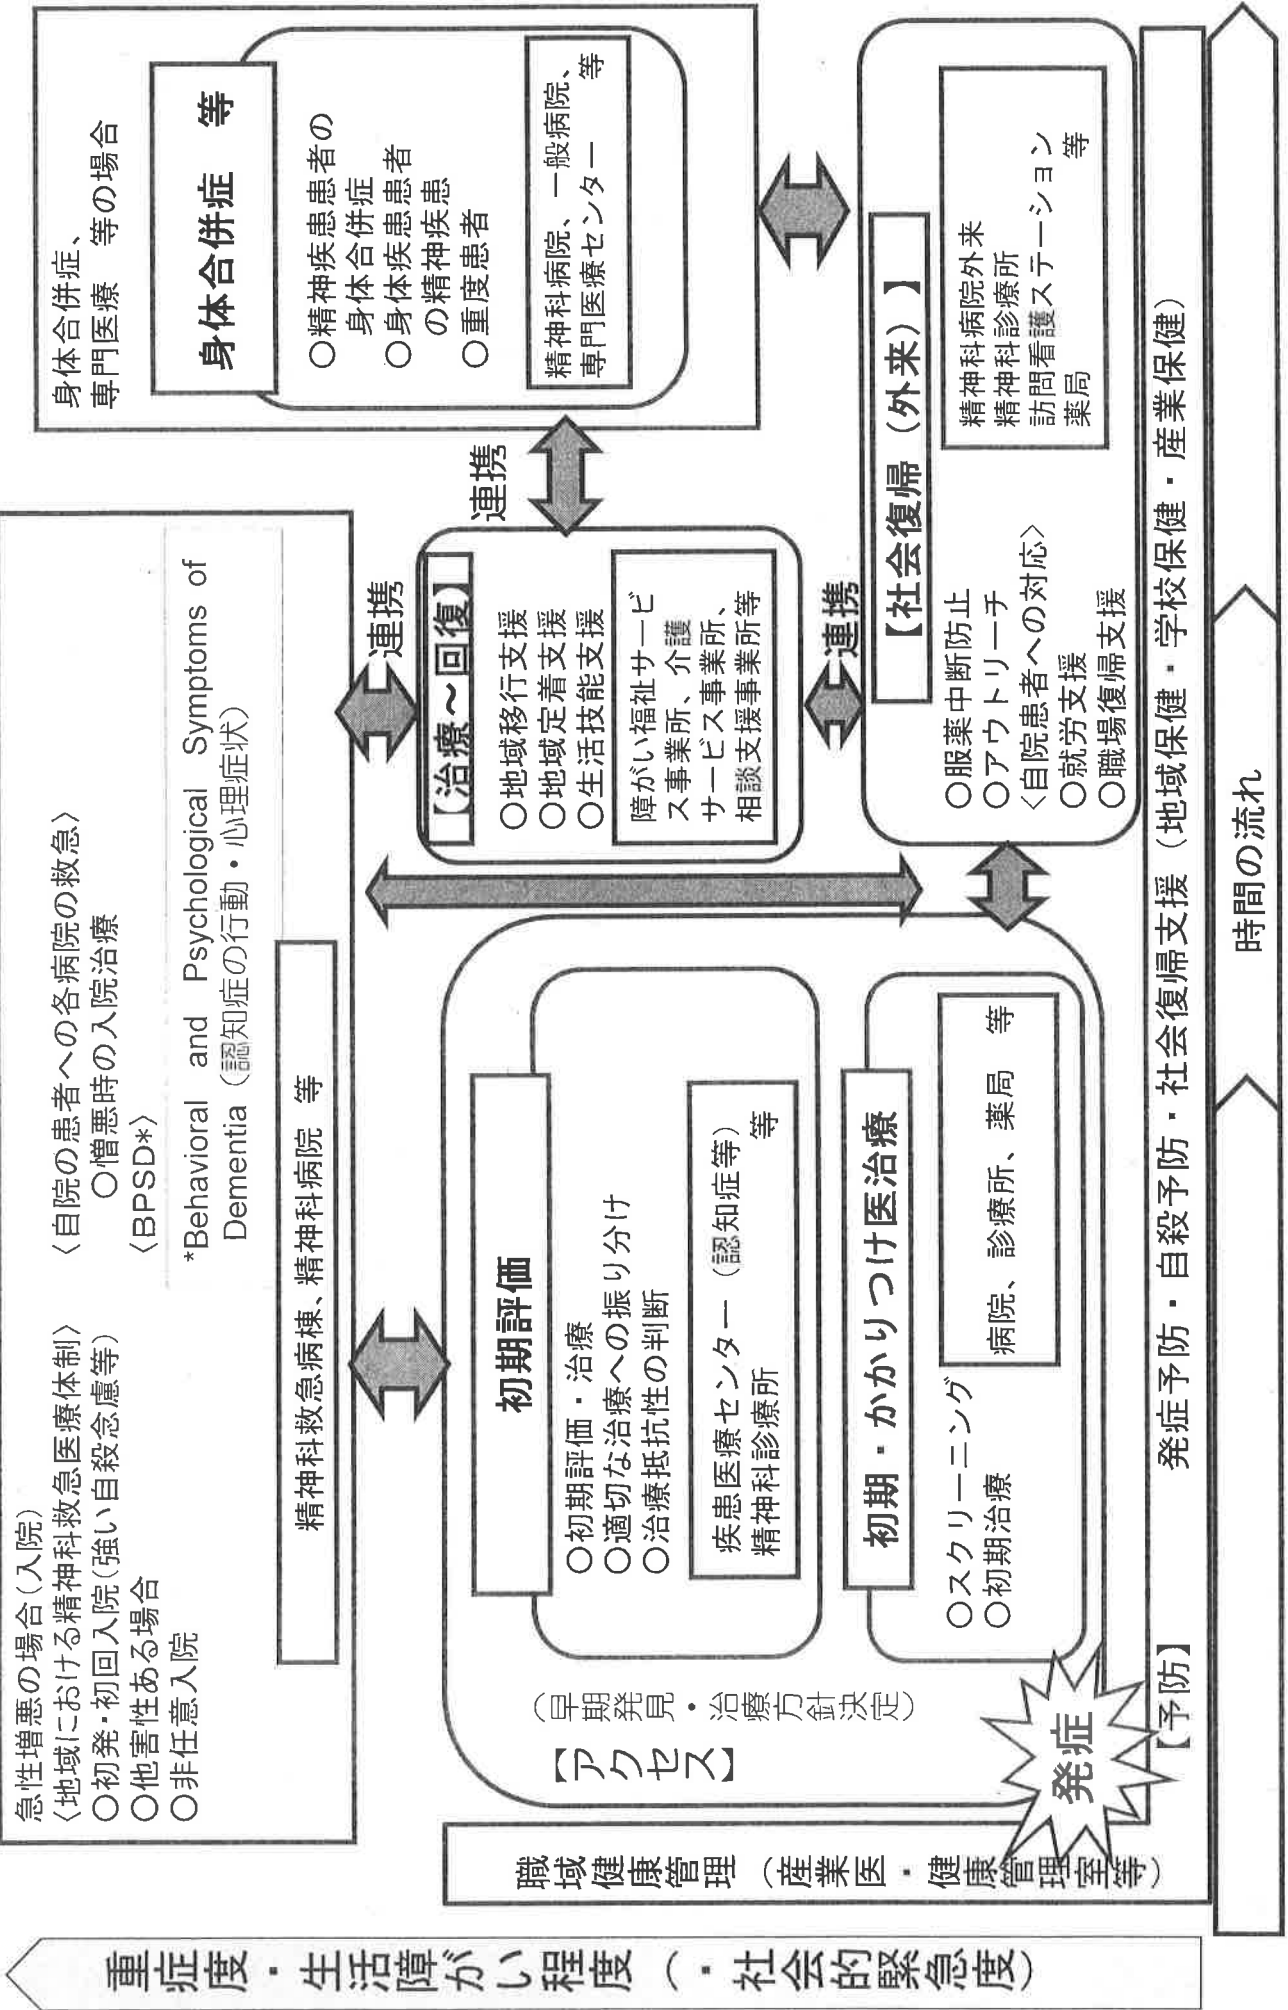 急性増悪の場合（入院）
〈地域における精神科救急医療体制〉
○初発・初回入院（強い自殺念慮等）
○他害性ある場合
○非任意入院
〈自院の患者への各病院の救急〉
○憎悪時の入院治療
〈BPSD*〉
*Behavioral and Psychological Symptoms of
Dementia（認知症の行動・心理症状）
精神科救急病棟、精神科病院 等
身体合併症、
専門医療 等の場合
身体合併症 等
○精神疾患患者の
身体合併症
○身体疾患患者
の精神疾患
○重度患者
精神科病院、一般病院、
専門医療センター 等
連携
連携
【治療～回復】
○地域移行支援
○地域定着支援
○生活技能支援
障がい福祉サービ
ス事業所、介護
サービス事業所、
相談支援事業所等
連携
【アクセス】
（早期発見・治療方針決定）
初期評価
○初期評価・治療
○適切な治療への振り分け
○治療抵抗性の判断
疾患医療センター（認知症等）
精神科診療所 等
初期・かかりつけ医治療
○スクリーニング
○初期治療
病院、診療所、薬局 等
【社会復帰（外来）】
○服薬中断防止
○アウトリーチ
〈自院患者への対応〉
○就労支援
○職場復帰支援
精神科病院外来
精神科診療所
訪問看護ステーション
薬局 等
発症
職域健康管理（産業医・健康管理室等）
【予防】 発症予防・自殺予防・社会復帰支援（地域保健・学校保健・産業保健）
時間の流れ
重症度・生活障がい程度（・社会的緊急度）